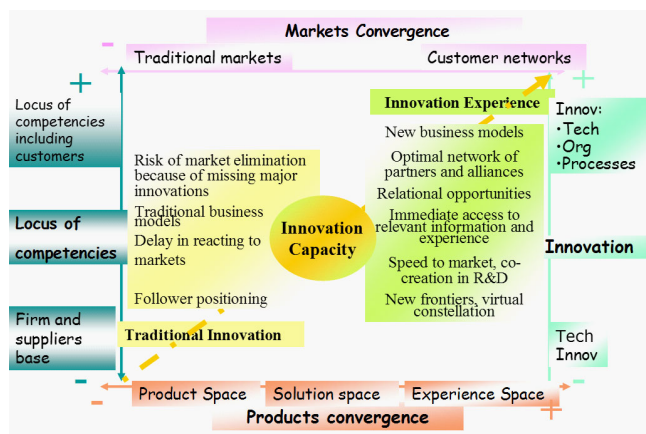 Markets Convergence
-
Traditional markets
Customer networks
+
+
+
Locus of
competencies
including
customers
Innovation Experience
Innov:
•Tech
•Org
•Processes
New business models
Optimal network of
partners and alliances
Relational opportunities
Immediate access to
relevant information and
experience
Speed to market, co-
creation in R&D
New frontiers, virtual
constellation
Risk of market elimination
because of missing major
innovations
Traditional business
models
Delay in reacting to
markets
Follower positioning
Innovation
Capacity
Locus of
competencies
Innovation
Firm and
suppliers
base
Traditional Innovation
Tech
Innov
-
-
-
Product Space
Solution space
Experience Space
+
Products convergence